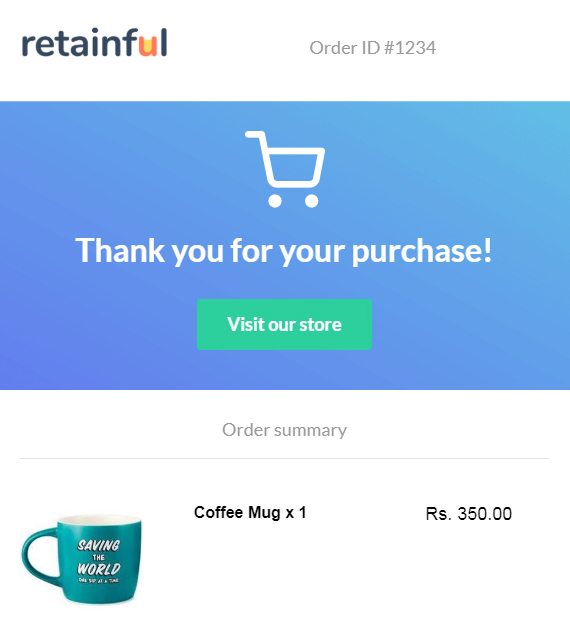 retainful
Order ID #1234
Thank you for your purchase!
Visit our store
Order summary
Coffee Mug x 1
Rs. 350.00
SAVING
THE
WORLD
ONE SIP AT A TIME